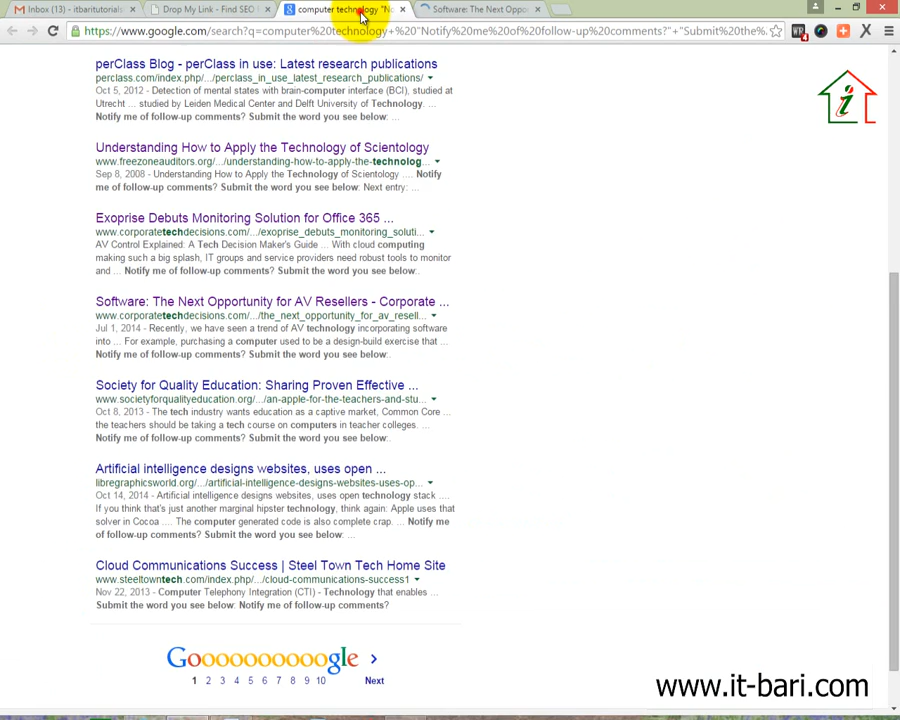 Inbox (13) - itbaritutorials
Drop My Link - Find SEO
computer technology "No
Software: The Next Oppor
https://www.google.com/search?q=computer%20technology+%20"Notify%20me%20of%20follow-up%20comments?"+"Submit%20the%
perClass Blog - perClass in use: Latest research publications
perclass.com/index.php/.../perclass_in_use_latest_research_publications/
Oct 5, 2012 - Detection of mental states with brain-computer interface (BCI), studied at
Utrecht ... studied by Leiden Medical Center and Delft University of Technology. ...
Notify me of follow-up comments? Submit the word you see below: ...
Understanding How to Apply the Technology of Scientology
www.freezoneauditors.org/.../understanding-how-to-apply-the-technolog...
Sep 8, 2008 - Understanding How to Apply the Technology of Scientology .... Notify
me of follow-up comments? Submit the word you see below: Next entry: ...
Exoprise Debuts Monitoring Solution for Office 365 ...
www.corporatetechdecisions.com/.../exoprise_debuts_monitoring_soluti...
AV Control Explained: A Tech Decision Maker's Guide ... With cloud computing
making such a big splash, IT groups and service providers need robust tools to monitor
and ... Notify me of follow-up comments? Submit the word you see below:.
Software: The Next Opportunity for AV Resellers - Corporate ...
www.corporatetechdecisions.com/.../the_next_opportunity_for_av_resell...
Jul 1, 2014 - Recently, we have seen a trend of AV technology incorporating software
into ... For example, purchasing a computer used to be a design-build exercise that ...
Notify me of follow-up comments? Submit the word you see below:.
Society for Quality Education: Sharing Proven Effective ...
www.societyforqualityeducation.org/.../an-apple-for-the-teachers-and-stu...
Oct 8, 2013 - The tech industry wants education as a captive market, Common Core ...
the teachers should be taking a tech course on computers in teacher colleges. ...
Notify me of follow-up comments? Submit the word you see below:.
Artificial intelligence designs websites, uses open ...
libregraphicsworld.org/.../artificial-intelligence-designs-websites-uses-op...
Oct 14, 2014 - Artificial intelligence designs websites, uses open technology stack ....
If you think that's just another marginal hipster technology, think again: Apple uses that
solver in Cocoa .... The computer generated code is also complete crap. ... Notify me
of follow-up comments? Submit the word you see below: ...
Cloud Communications Success | Steel Town Tech Home Site
www.steeltowntech.com/index.php/.../cloud-communications-success1
Nov 22, 2013 - Computer Telephony Integration (CTI) - Technology that enables ...
Submit the word you see below: Notify me of follow-up comments?
Goooooooooogle
1 2 3 4 5 6 7 8 9 10 Next
www.it-bari.com